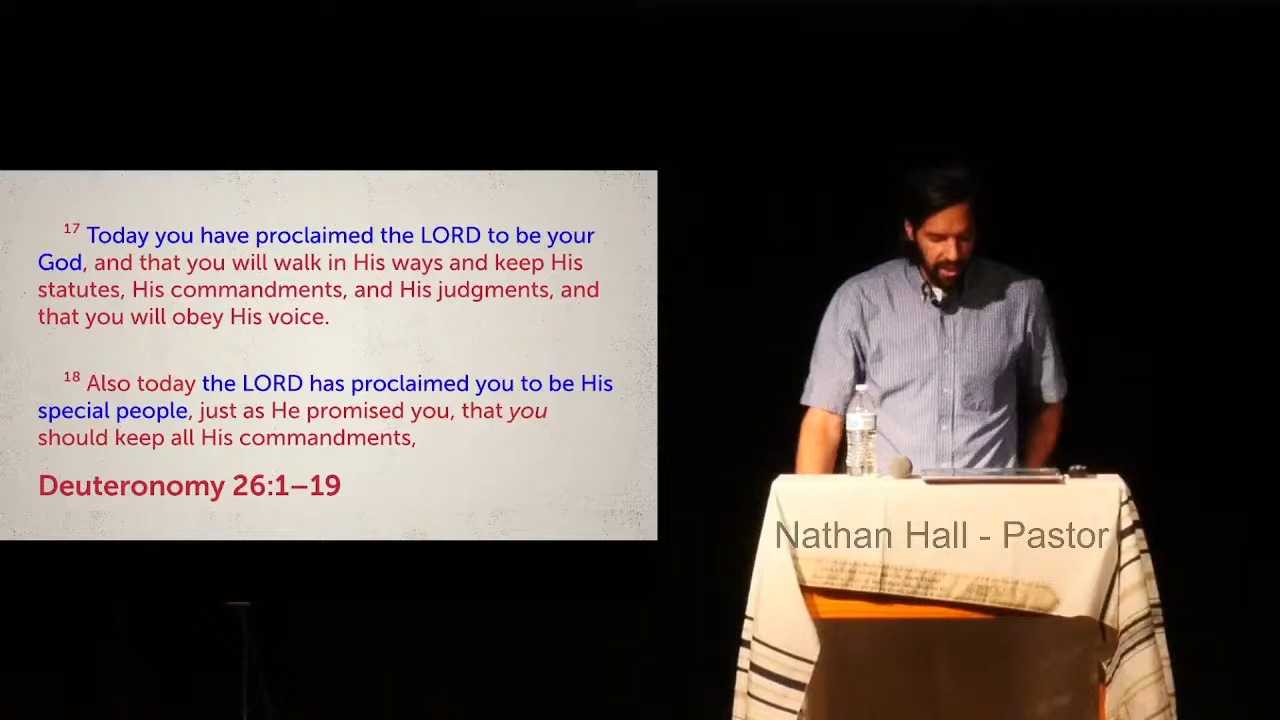 17 Today you have proclaimed the LORD to be your
God, and that you will walk in His ways and keep His
statutes, His commandments, and His judgments, and
that you will obey His voice.
18 Also today the LORD has proclaimed you to be His
special people, just as He promised you, that you
should keep all His commandments,
Deuteronomy 26:1–19
Nathan Hall - Pastor